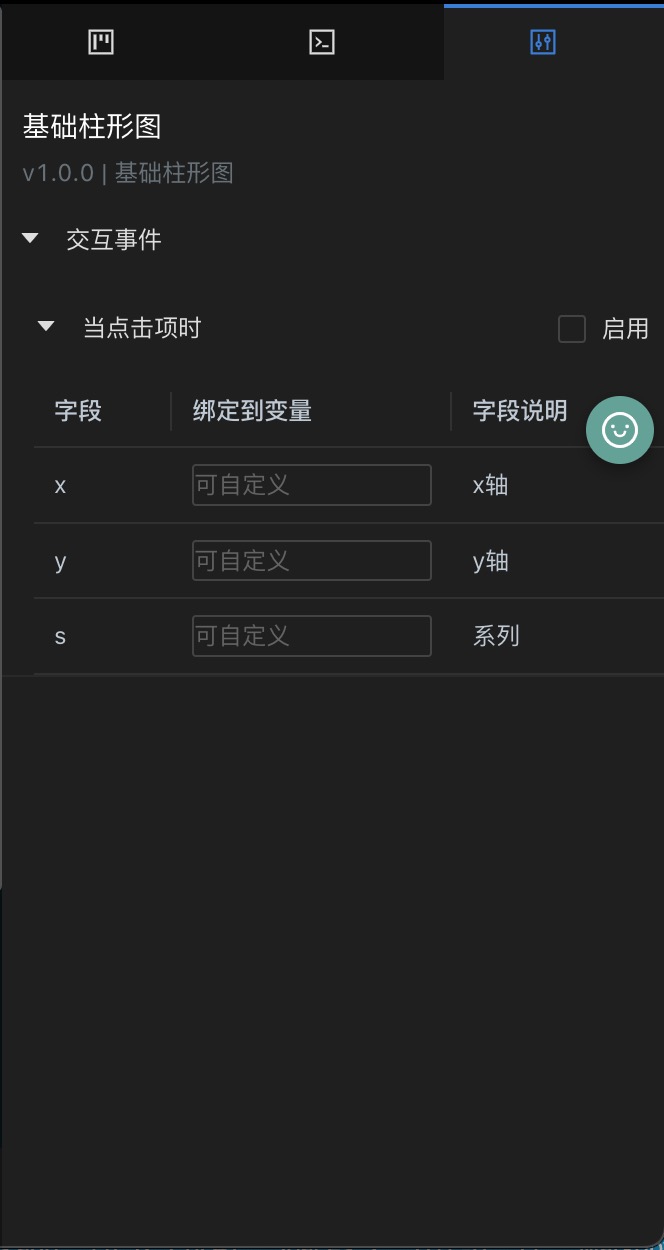 基础柱形图
v1.0.0 | 基础柱形图
交互事件
当点击项时 启用
字段 绑定到变量 字段说明
x 可自定义 x轴
y 可自定义 y轴
s 可自定义 系列